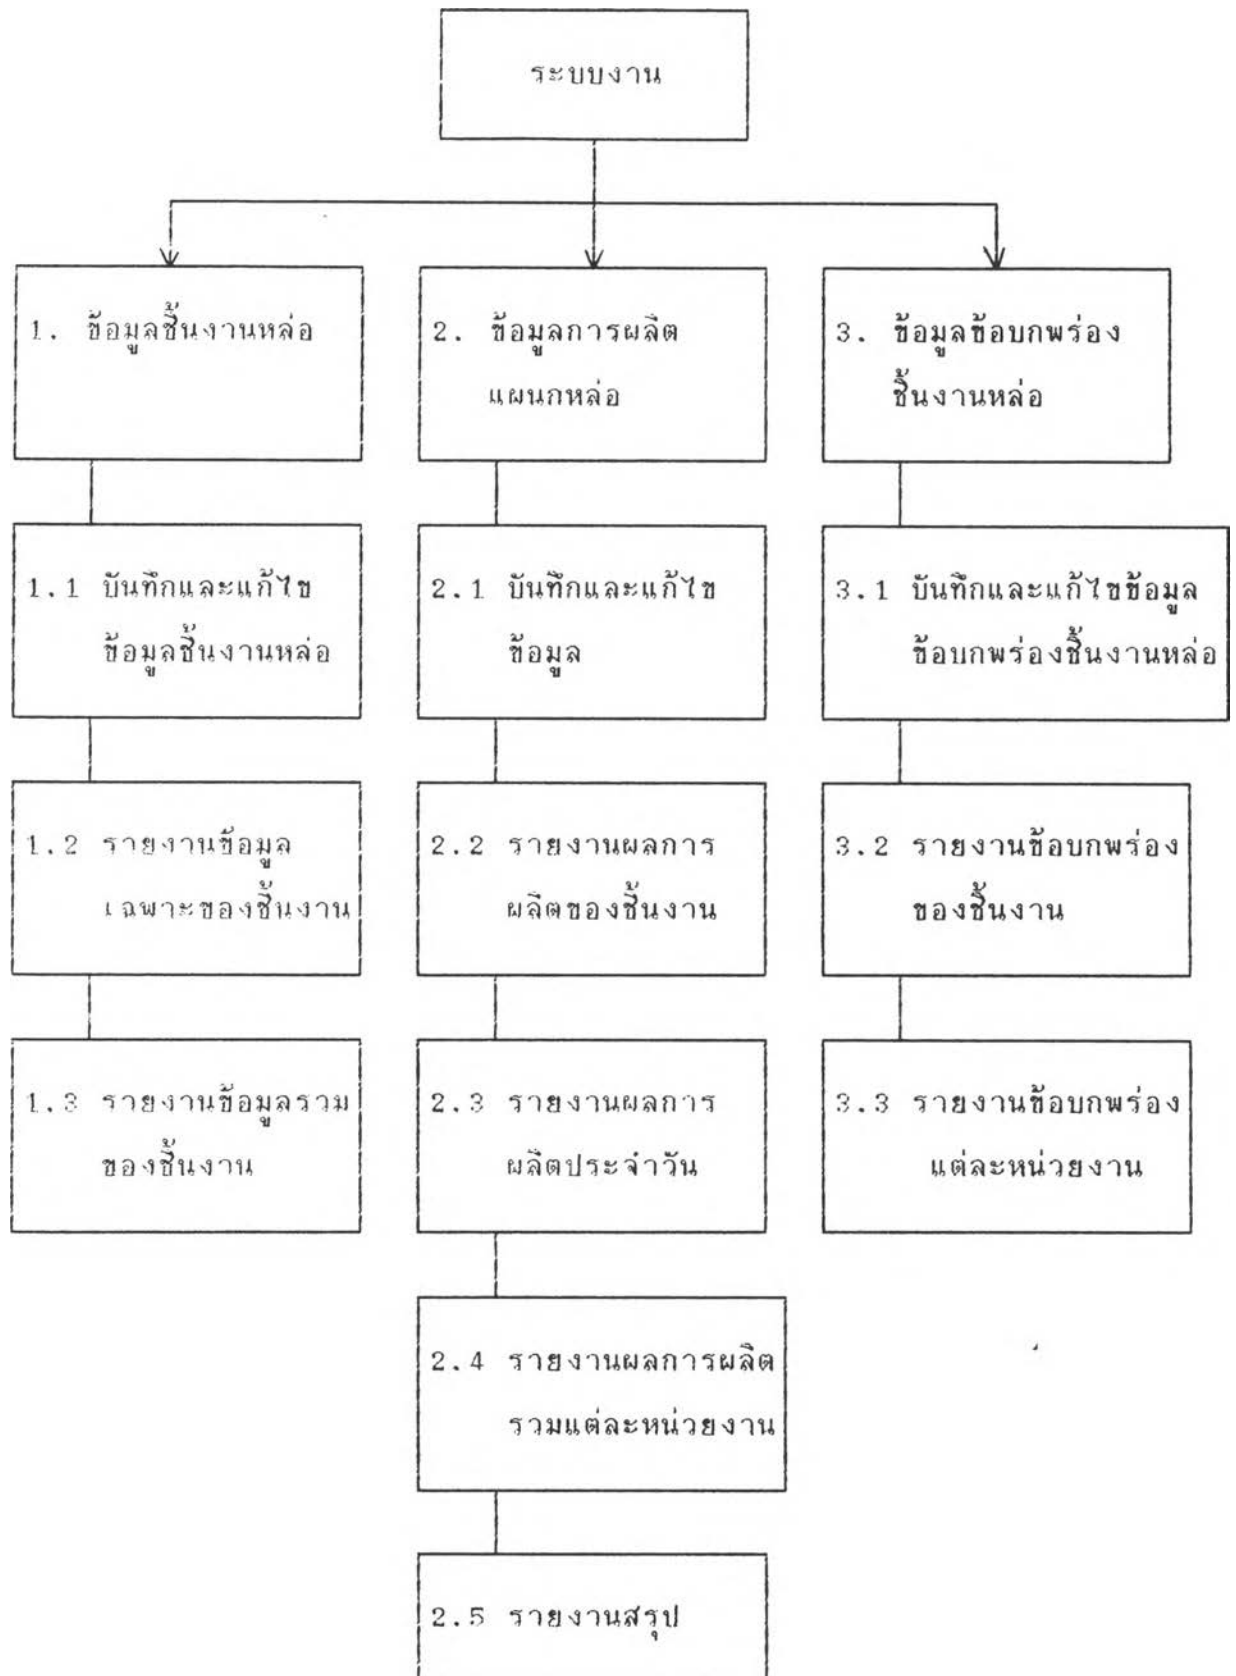 ระบบงาน
1. ข้อมูลชิ้นงานหล่อ
2. ข้อมูลการผลิต
แผนกหล่อ
3. ข้อมูลข้อบกพร่อง
ชิ้นงานหล่อ
1.1 บันทึกและแก้ไข
ข้อมูลชิ้นงานหล่อ
2.1 บันทึกและแก้ไข
ข้อมูล
3.1 บันทึกและแก้ไขข้อมูล
ข้อบกพร่องชิ้นงานหล่อ
1.2 รายงานข้อมูล
เฉพาะของชิ้นงาน
2.2 รายงานผลการ
ผลิตของชิ้นงาน
3.2 รายงานข้อบกพร่อง
ของชิ้นงาน
1.3 รายงานข้อมูลรวม
ของชิ้นงาน
2.3 รายงานผลการ
ผลิตประจำวัน
3.3 รายงานข้อบกพร่อง
แต่ละหน่วยงาน
2.4 รายงานผลการผลิต
รวมแต่ละหน่วยงาน
2.5 รายงานสรุป